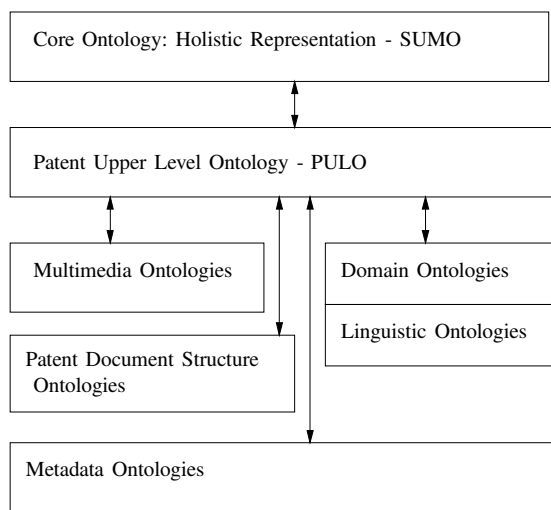 Core Ontology: Holistic Representation - SUMO
Patent Upper Level Ontology - PULO
Multimedia Ontologies
Domain Ontologies
Linguistic Ontologies
Patent Document Structure
Ontologies
Metadata Ontologies